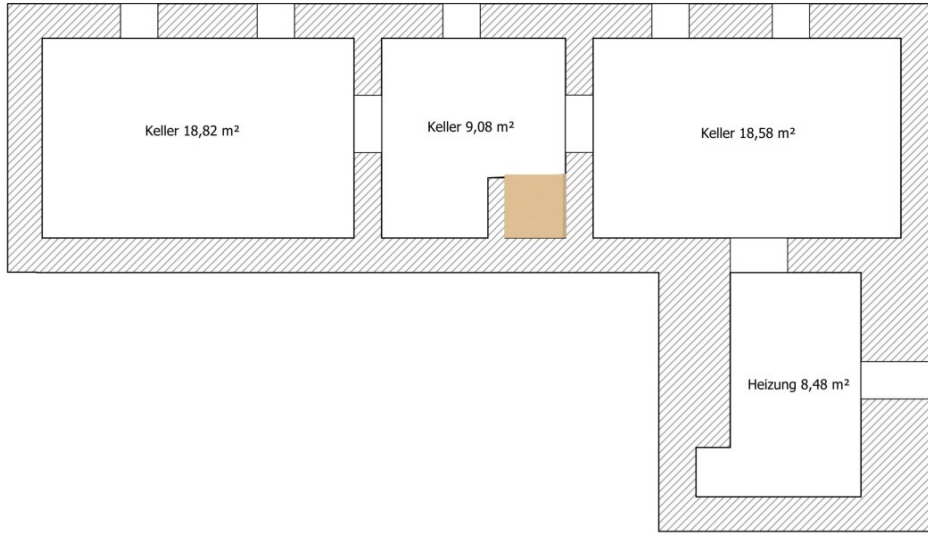 Keller 18,82 m²
Keller 9,08 m²
Keller 18,58 m²
Heizung 8,48 m²